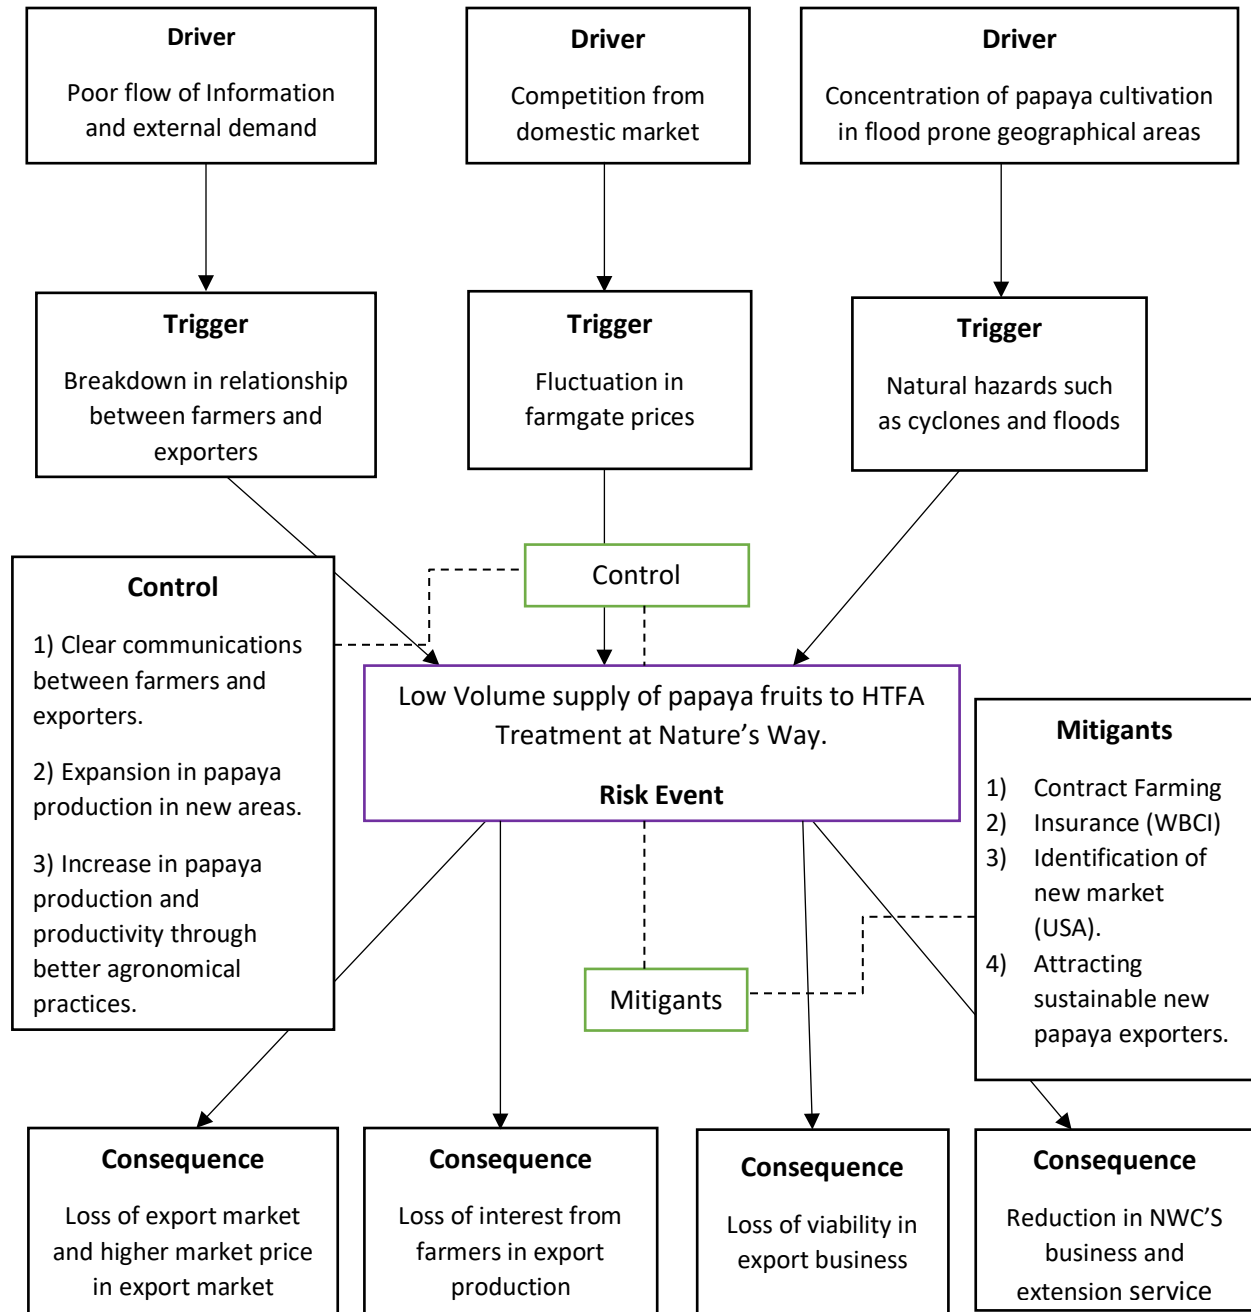 Driver
Poor flow of Information
and external demand
Driver
Competition from
domestic market
Driver
Concentration of papaya cultivation
in flood prone geographical areas
Trigger
Breakdown in relationship
between farmers and
exporters
Trigger
Fluctuation in
farmgate prices
Trigger
Natural hazards such
as cyclones and floods
Control
Control
1) Clear communications
between farmers and
exporters.
2) Expansion in papaya
production in new areas.
3) Increase in papaya
production and
productivity through
better agronomical
practices.
Low Volume supply of papaya fruits to HTFA
Treatment at Nature’s Way.
Risk Event
Mitigants
1) Contract Farming
2) Insurance (WBCI)
3) Identification of
new market
(USA).
4) Attracting
sustainable new
papaya exporters.
Mitigants
Consequence
Loss of export market
and higher market price
in export market
Consequence
Loss of interest from
farmers in export
production
Consequence
Loss of viability in
export business
Consequence
Reduction in NWC’S
business and
extension service